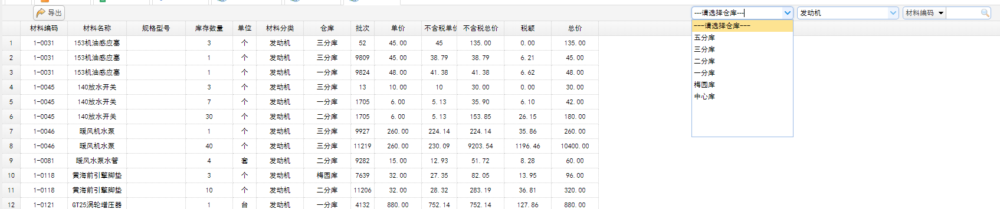 导出 ---请选择仓库--- 发动机 材料编码
材料编码 材料名称 规格型号 库存数量 单位 材料分类 仓库 批次 单价 不含税单价 不含税总价 税额 总价
---请选择仓库---
五分库
三分库
二分库
一分库
梅园库
中心库
1 1-0031 153机油感应塞 3 个 发动机 三分库 52 45.00 45 135.00 0.00 135.00
2 1-0031 153机油感应塞 1 个 发动机 三分库 9809 45.00 38.79 38.79 6.21 45.00
3 1-0031 153机油感应塞 1 个 发动机 一分库 9824 48.00 41.38 41.38 6.62 48.00
4 1-0045 140放水开关 3 个 发动机 三分库 13 10.00 10 30.00 0.00 30.00
5 1-0045 140放水开关 7 个 发动机 一分库 1705 6.00 5.13 35.90 6.10 42.00
6 1-0045 140放水开关 30 个 发动机 二分库 1705 6.00 5.13 153.85 26.15 180.00
7 1-0046 暖风机水泵 1 个 发动机 三分库 9927 260.00 224.14 224.14 35.86 260.00
8 1-0046 暖风机水泵 40 个 发动机 三分库 11219 260.00 230.09 9203.54 1196.46 10400.00
9 1-0081 暖风水泵水管 4 套 发动机 二分库 9282 15.00 12.93 51.72 8.28 60.00
10 1-0118 黄海前引擎脚垫 3 个 发动机 梅园库 7639 32.00 27.35 82.05 13.95 96.00
11 1-0118 黄海前引擎脚垫 10 个 发动机 二分库 11206 32.00 28.32 283.19 36.81 320.00
12 1-0121 GT25涡轮增压器 1 台 发动机 一分库 4132 880.00 752.14 752.14 127.86 880.00